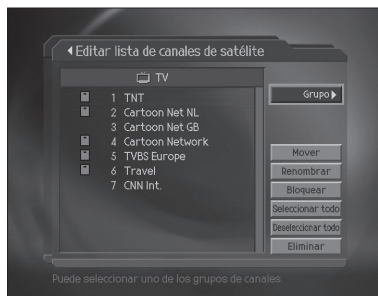 Editar lista de canales de satélite
TV
1 TNT
2 Cartoon Net NL
3 Cartoon Net GB
4 Cartoon Network
5 TVBS Europe
6 Travel
7 CNN Int.
Grupo
Mover
Renombrar
Bloquear
Seleccionar todo
Deseleccionar todo
Eliminar
Puede seleccionar uno de los grupos de canales.